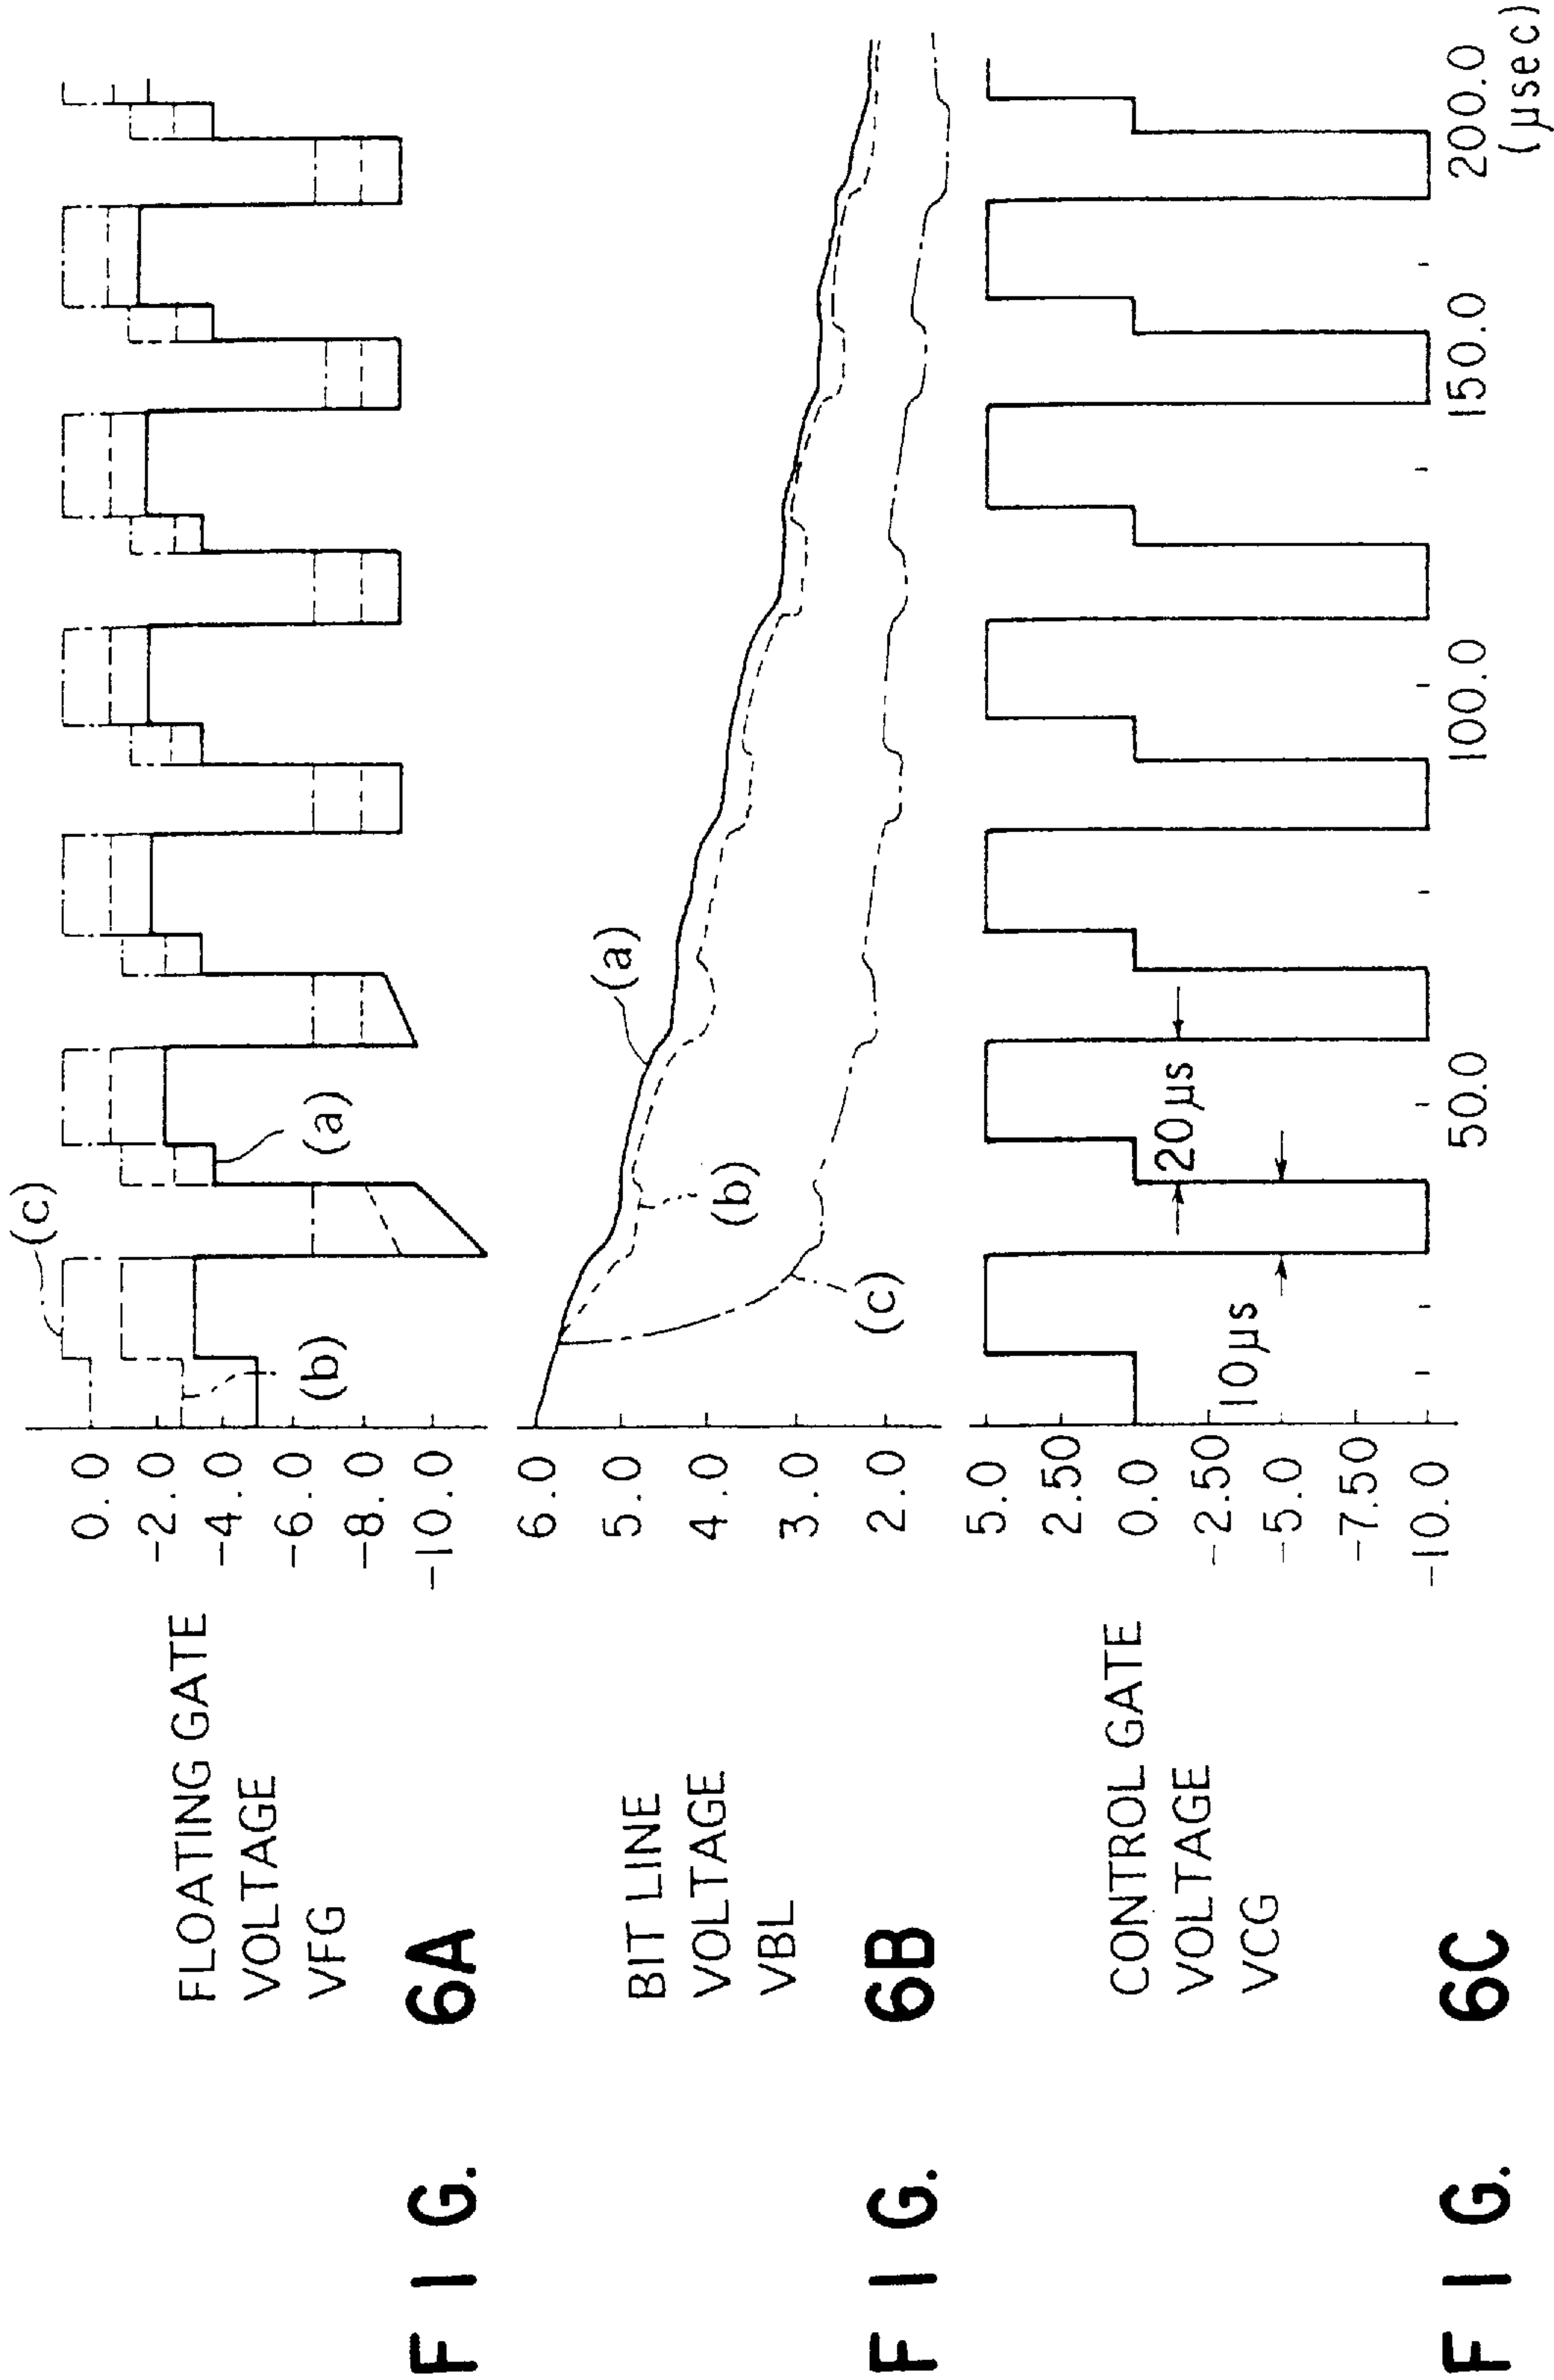 FLOATING GATE
VOLTAGE
VFG
0.0
-2.0
-4.0
-6.0
-8.0
-10.0
(c)
(b)
(a)
FIG. 6A
BIT LINE
VOLTAGE
VBL
6.0
5.0
4.0
3.0
2.0
(a)
(b)
(c)
FIG. 6B
CONTROL GATE
VOLTAGE
VCG
5.0
2.50
0.0
-2.50
-5.0
-7.50
-10.0
10μs
20μs
50.0
100.0
150.0
200.0
(μsec)
FIG. 6C